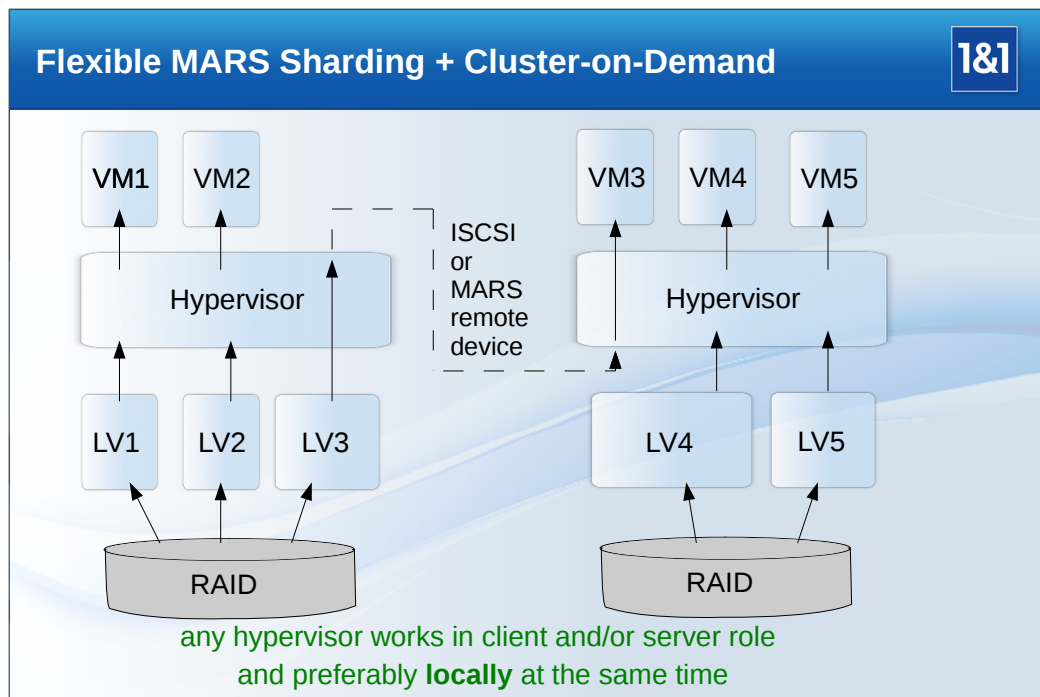 Flexible MARS Sharding + Cluster-on-Demand
1&1
VM1
VM2
VM3
VM4
VM5
ISCSI
or
MARS
remote
device
Hypervisor
Hypervisor
LV1
LV2
LV3
LV4
LV5
RAID
RAID
any hypervisor works in client and/or server role
and preferably locally at the same time